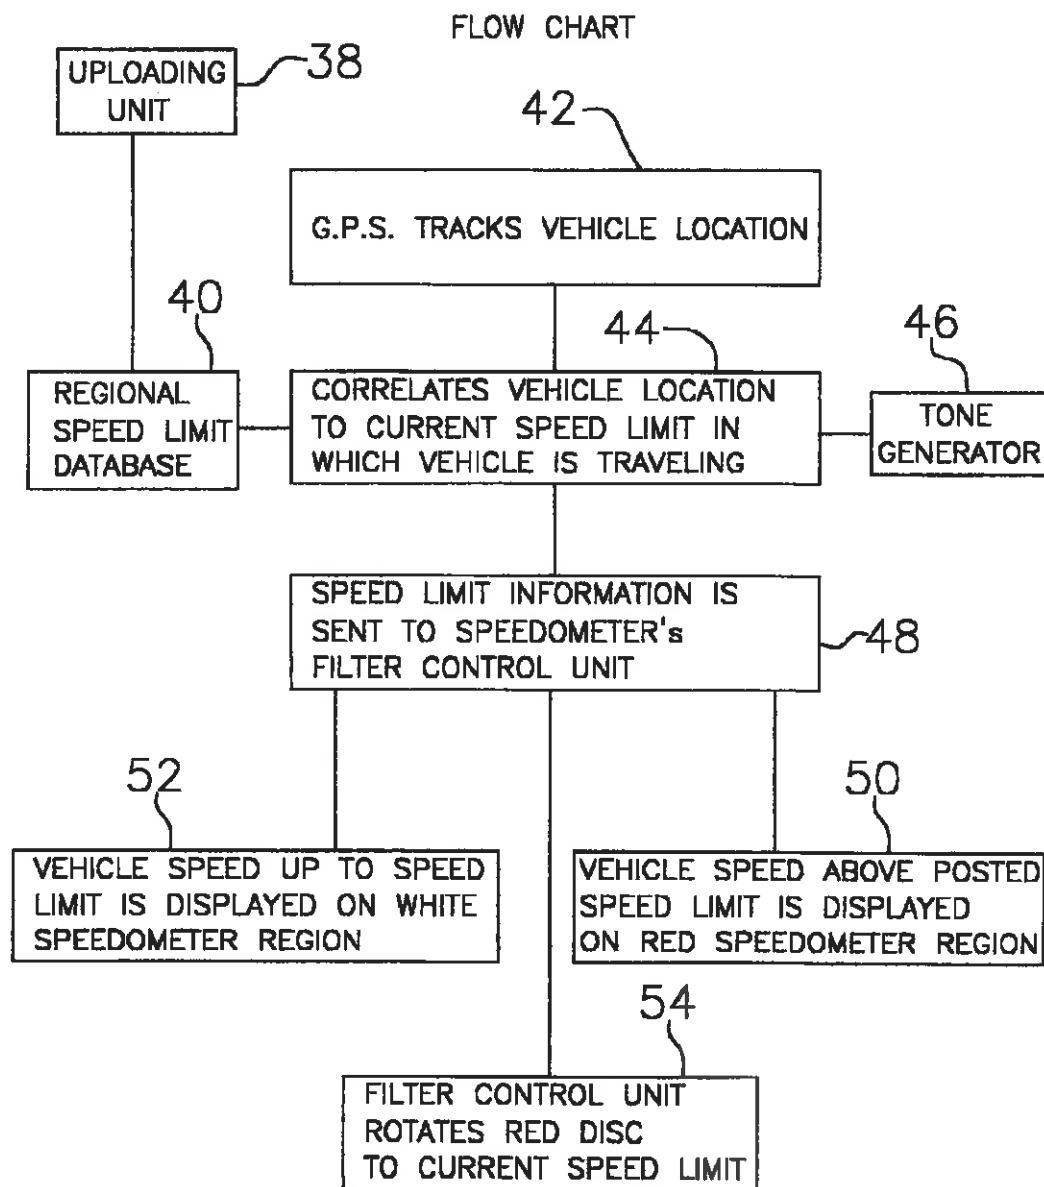 FLOW CHART
UPLOADING
UNIT
38
42
G.P.S. TRACKS VEHICLE LOCATION
40
REGIONAL
SPEED LIMIT
DATABASE
44
CORRELATES VEHICLE LOCATION
TO CURRENT SPEED LIMIT IN
WHICH VEHICLE IS TRAVELING
46
TONE
GENERATOR
SPEED LIMIT INFORMATION IS
SENT TO SPEEDOMETER's
FILTER CONTROL UNIT
48
52
VEHICLE SPEED UP TO SPEED
LIMIT IS DISPLAYED ON WHITE
SPEEDOMETER REGION
50
VEHICLE SPEED ABOVE POSTED
SPEED LIMIT IS DISPLAYED
ON RED SPEEDOMETER REGION
54
FILTER CONTROL UNIT
ROTATES RED DISC
TO CURRENT SPEED LIMIT